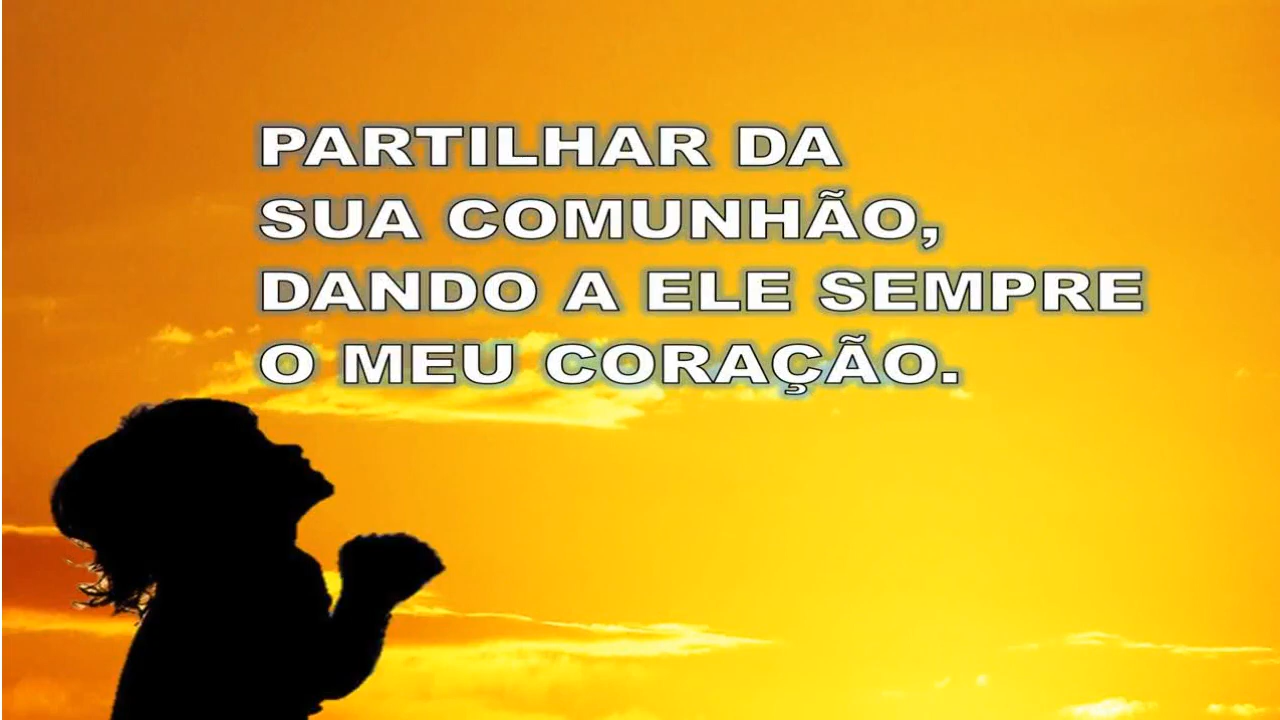 PARTILHAR DA
SUA COMUNHÃO,
DANDO A ELE SEMPRE
O MEU CORAÇÃO.